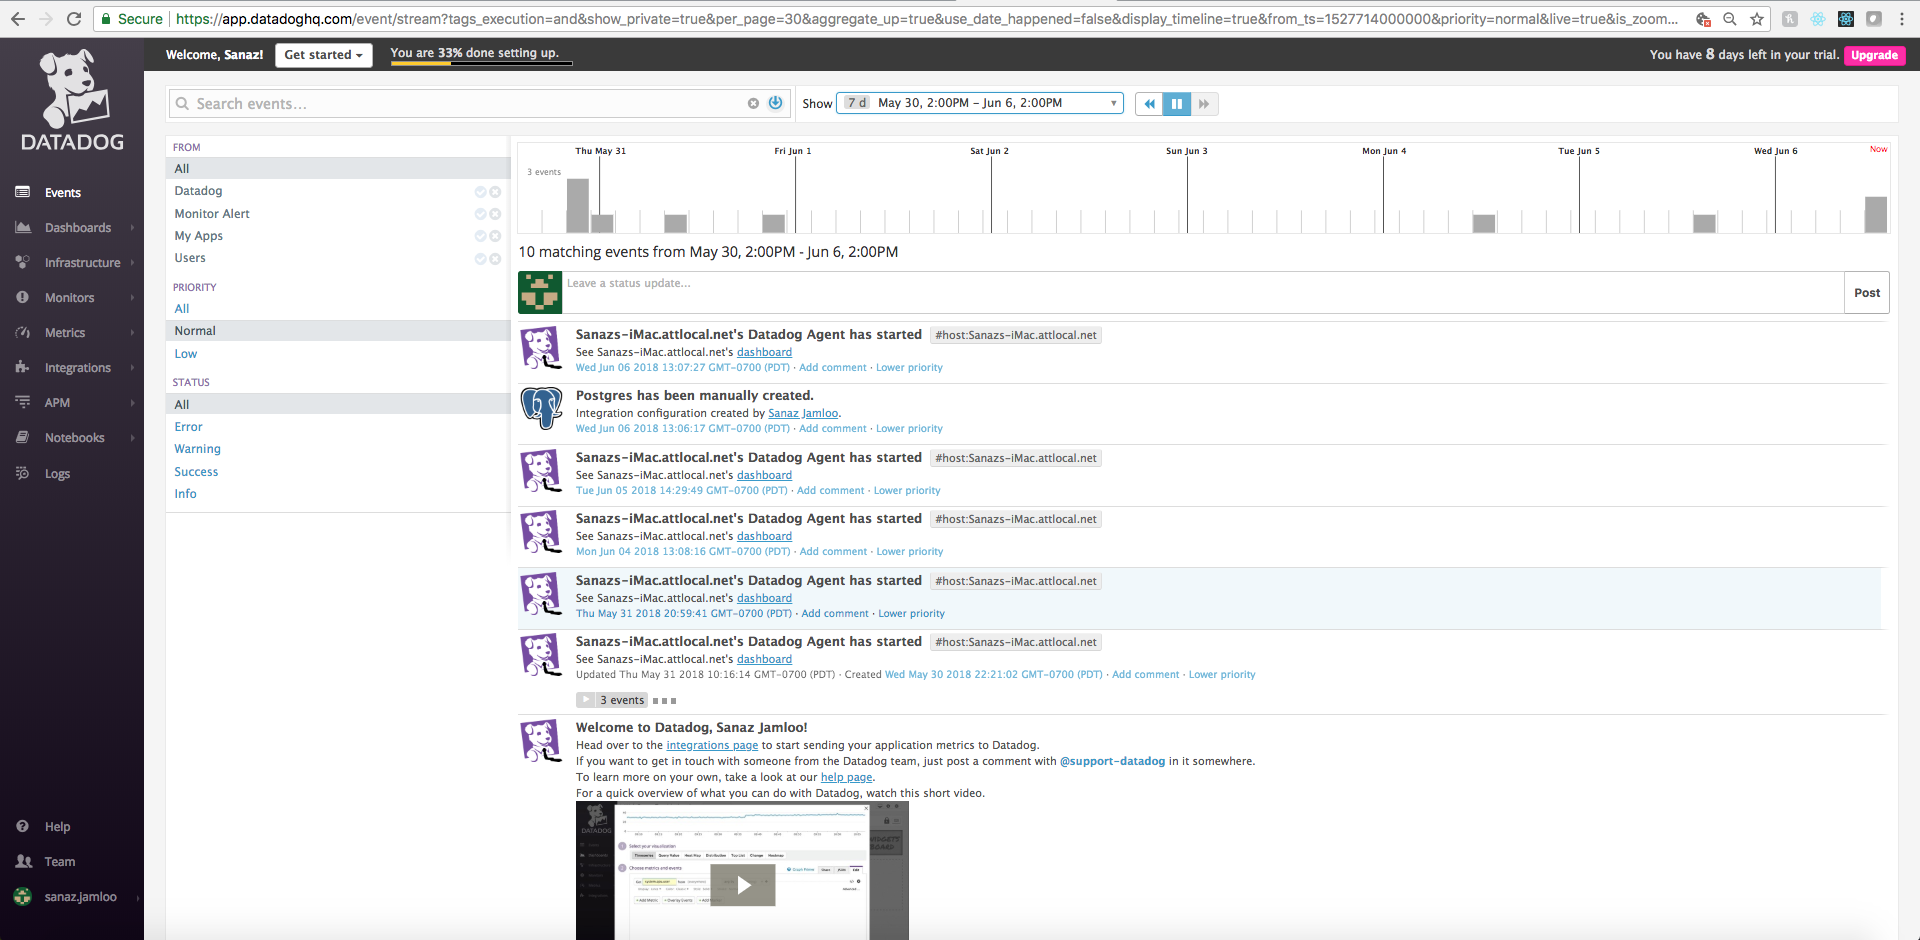 Secure https://app.datadoghq.com/event/stream?tags_execution=and&show_private=true&per_page=30&aggregate_up=true&use_date_happened=false&display_timeline=true&from_ts=1527714000000&priority=normal&live=true&is_zoom...
Welcome, Sanaz! Get started You are 33% done setting up. You have 8 days left in your trial. Upgrade
DATADOG
Events
Dashboards
Infrastructure
Monitors
Metrics
Integrations
APM
Notebooks
Logs
Help
Team
sanaz.jamloo
Search events...
Show 7 d May 30, 2:00PM – Jun 6, 2:00PM
FROM
All
Datadog
Monitor Alert
My Apps
Users
PRIORITY
All
Normal
Low
STATUS
All
Error
Warning
Success
Info
Thu May 31 Fri Jun 1 Sat Jun 2 Sun Jun 3 Mon Jun 4 Tue Jun 5 Wed Jun 6 Now
3 events
10 matching events from May 30, 2:00PM - Jun 6, 2:00PM
Leave a status update... Post
Sanazs-iMac.attlocal.net's Datadog Agent has started #host:Sanazs-iMac.attlocal.net
See Sanazs-iMac.attlocal.net's dashboard
Wed Jun 06 2018 13:07:27 GMT-0700 (PDT) · Add comment · Lower priority
Postgres has been manually created.
Integration configuration created by Sanaz Jamloo.
Wed Jun 06 2018 13:06:17 GMT-0700 (PDT) · Add comment · Lower priority
Sanazs-iMac.attlocal.net's Datadog Agent has started #host:Sanazs-iMac.attlocal.net
See Sanazs-iMac.attlocal.net's dashboard
Tue Jun 05 2018 14:29:49 GMT-0700 (PDT) · Add comment · Lower priority
Sanazs-iMac.attlocal.net's Datadog Agent has started #host:Sanazs-iMac.attlocal.net
See Sanazs-iMac.attlocal.net's dashboard
Mon Jun 04 2018 13:08:16 GMT-0700 (PDT) · Add comment · Lower priority
Sanazs-iMac.attlocal.net's Datadog Agent has started #host:Sanazs-iMac.attlocal.net
See Sanazs-iMac.attlocal.net's dashboard
Thu May 31 2018 20:59:41 GMT-0700 (PDT) · Add comment · Lower priority
Sanazs-iMac.attlocal.net's Datadog Agent has started #host:Sanazs-iMac.attlocal.net
See Sanazs-iMac.attlocal.net's dashboard
Updated Thu May 31 2018 10:16:14 GMT-0700 (PDT) · Created Wed May 30 2018 22:21:02 GMT-0700 (PDT) · Add comment · Lower priority
3 events
Welcome to Datadog, Sanaz Jamloo!
Head over to the integrations page to start sending your application metrics to Datadog.
If you want to get in touch with someone from the Datadog team, just post a comment with @support-datadog in it somewhere.
To learn more on your own, take a look at our help page.
For a quick overview of what you can do with Datadog, watch this short video.
DATADOG
Select your visualization
Timeseries Query Value Heat Map Distribution Top List Change Hostmap
Choose metrics and events